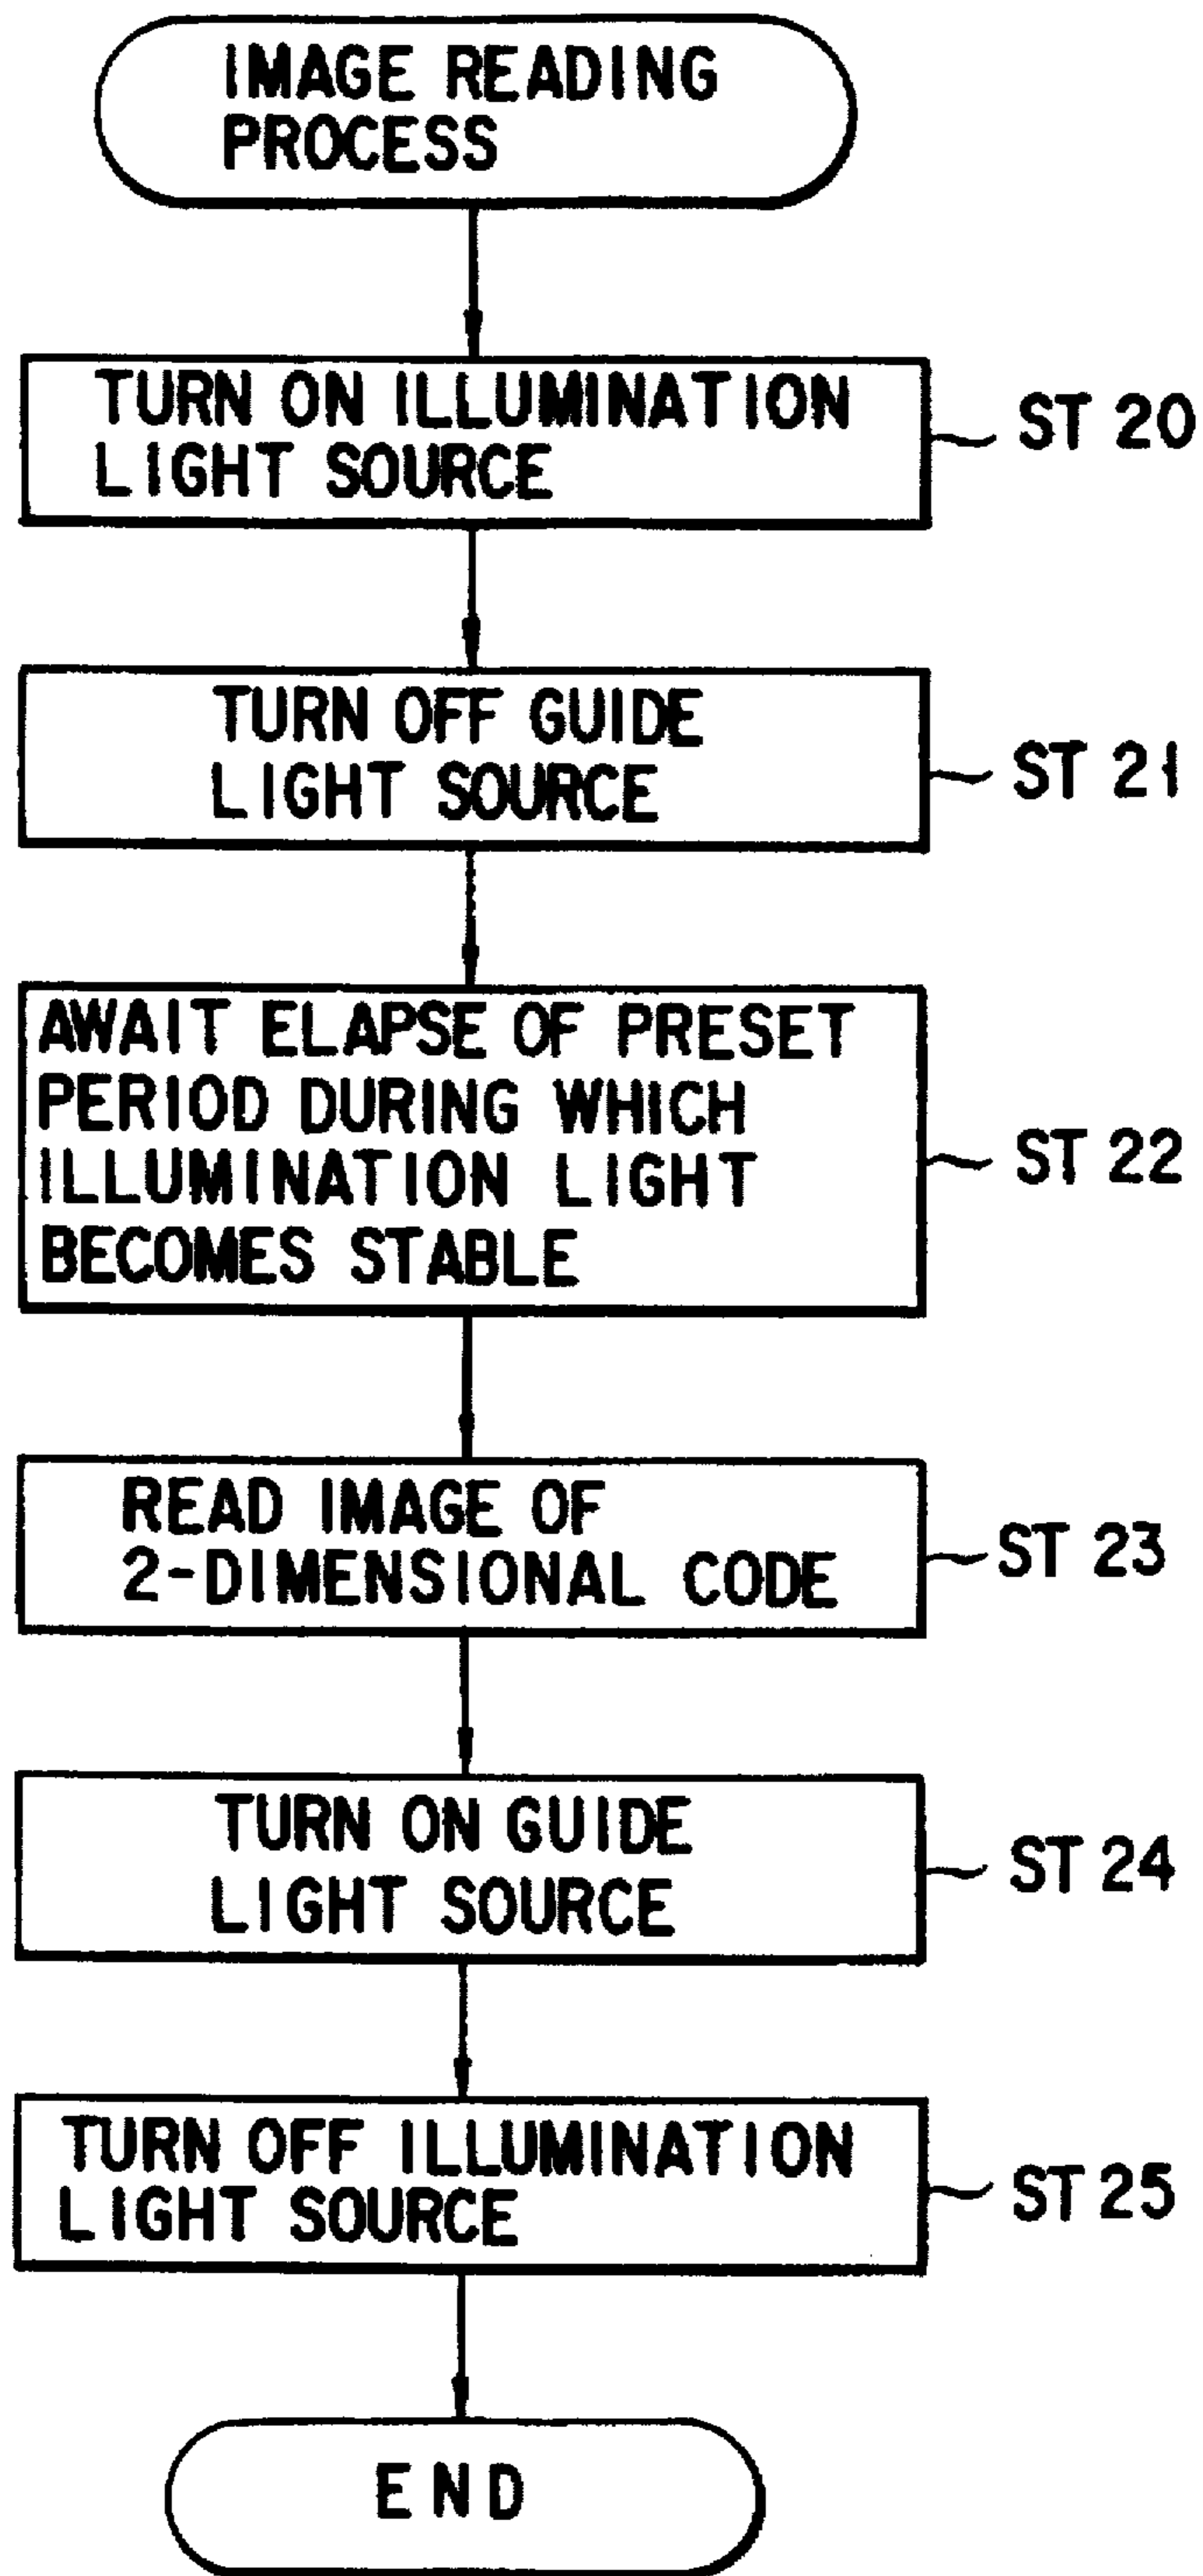 IMAGE READING
PROCESS
TURN ON ILLUMINATION
LIGHT SOURCE
ST 20
TURN OFF GUIDE
LIGHT SOURCE
ST 21
AWAIT ELAPSE OF PRESET
PERIOD DURING WHICH
ILLUMINATION LIGHT
BECOMES STABLE
ST 22
READ IMAGE OF
2-DIMENSIONAL CODE
ST 23
TURN ON GUIDE
LIGHT SOURCE
ST 24
TURN OFF ILLUMINATION
LIGHT SOURCE
ST 25
END